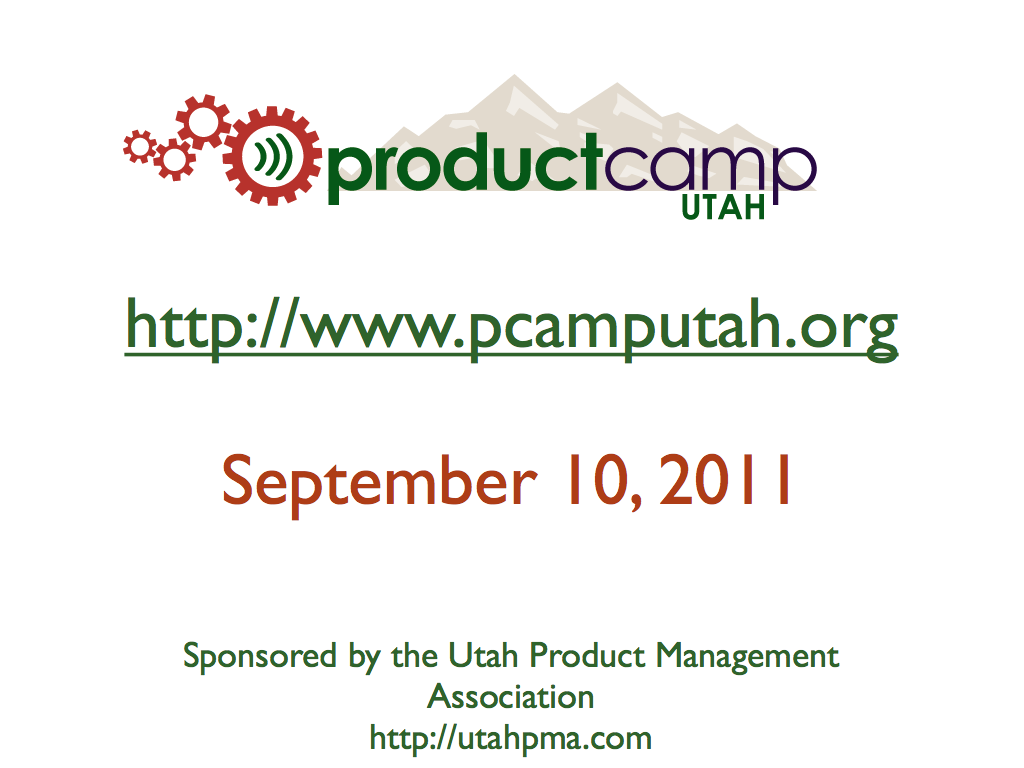 productcamp
UTAH
http://www.pcamputah.org
September 10, 2011
Sponsored by the Utah Product Management
Association
http://utahpma.com